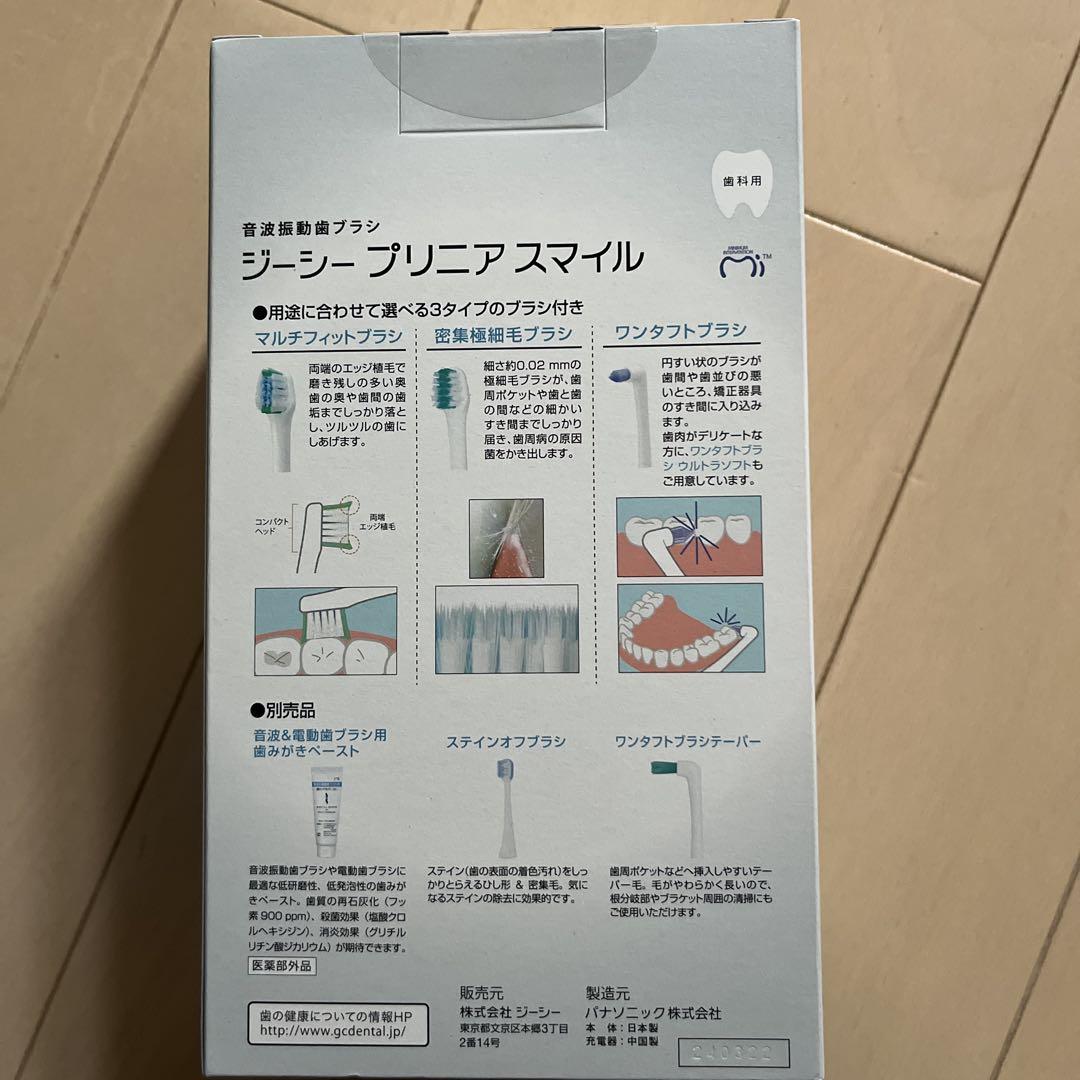 歯科用
音波振動歯ブラシ
ジーシー プリニア スマイル
MINIMUM
INTERVENTION
Mi™
●用途に合わせて選べる3タイプのブラシ付き
マルチフィットブラシ
両端のエッジ植毛で
磨き残しの多い奥
歯の奥や歯間の歯
垢までしっかり落と
し、ツルツルの歯に
しあげます。
コンパクト
ヘッド
両端
エッジ植毛
密集極細毛ブラシ
細さ約0.02 mmの
極細毛ブラシが、歯
周ポケットや歯と歯
の間などの細かい
すき間までしっかり
届き、歯周病の原因
菌をかき出します。
ワンタフトブラシ
円すい状のブラシが
歯間や歯並びの悪
いところ、矯正器具
のすき間に入り込み
ます。
歯肉がデリケートな
方に、ワンタフトブラ
シ ウルトラソフトも
ご用意しています。
●別売品
音波&電動歯ブラシ用
歯みがきペースト
音波振動歯ブラシや電動歯ブラシに
最適な低研磨性、低発泡性の歯みが
きペースト。歯質の再石灰化（フッ
素900 ppm）、殺菌効果（塩酸クロ
ルヘキシジン）、消炎効果（グリチル
リチン酸ジカリウム）が期待できます。
医薬部外品
ステインオフブラシ
ステイン（歯の表面の着色汚れ）をしっ
かりとらえるひし形 & 密集毛。気に
なるステインの除去に効果的です。
ワンタフトブラシテーパー
歯周ポケットなどへ挿入しやすいテー
パー毛。毛がやわらかく長いので、
根分岐部やブラケット周囲の清掃にも
ご使用いただけます。
歯の健康についての情報HP
http://www.gcdental.jp/
販売元
株式会社 ジーシー
東京都文京区本郷3丁目
2番14号
製造元
パナソニック株式会社
本　体：日本製
充電器：中国製
240322